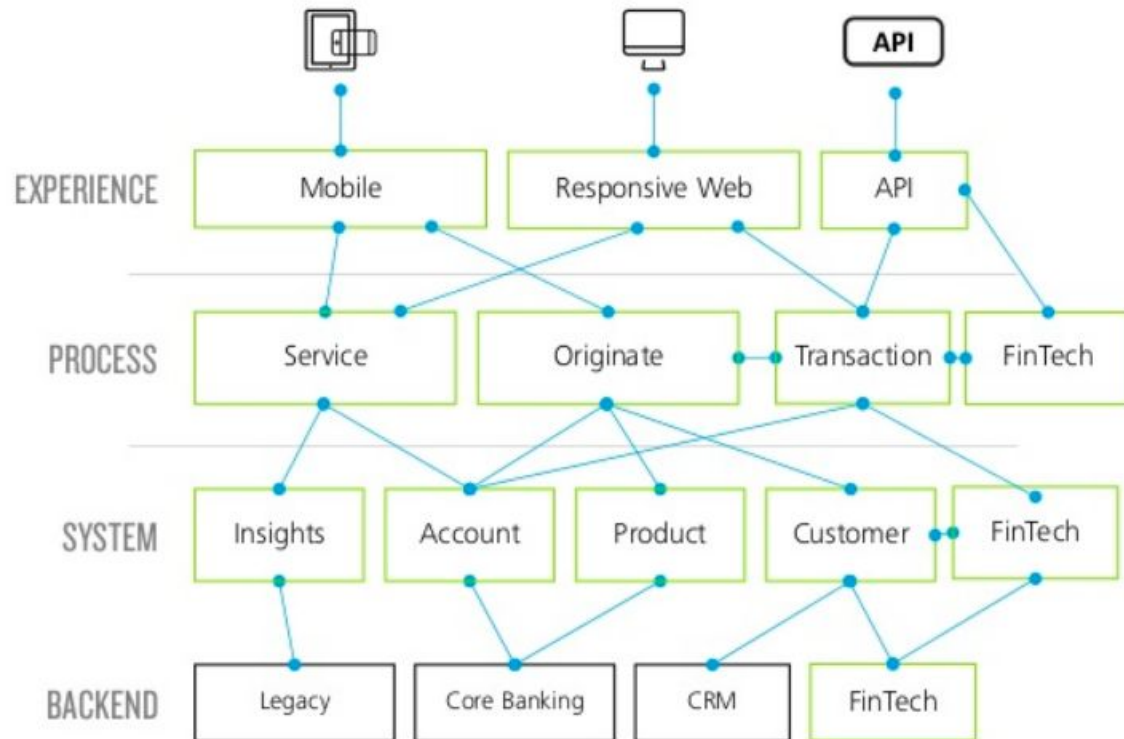 API
EXPERIENCE
Mobile
Responsive Web
API
PROCESS
Service
Originate
Transaction
FinTech
SYSTEM
Insights
Account
Product
Customer
FinTech
BACKEND
Legacy
Core Banking
CRM
FinTech